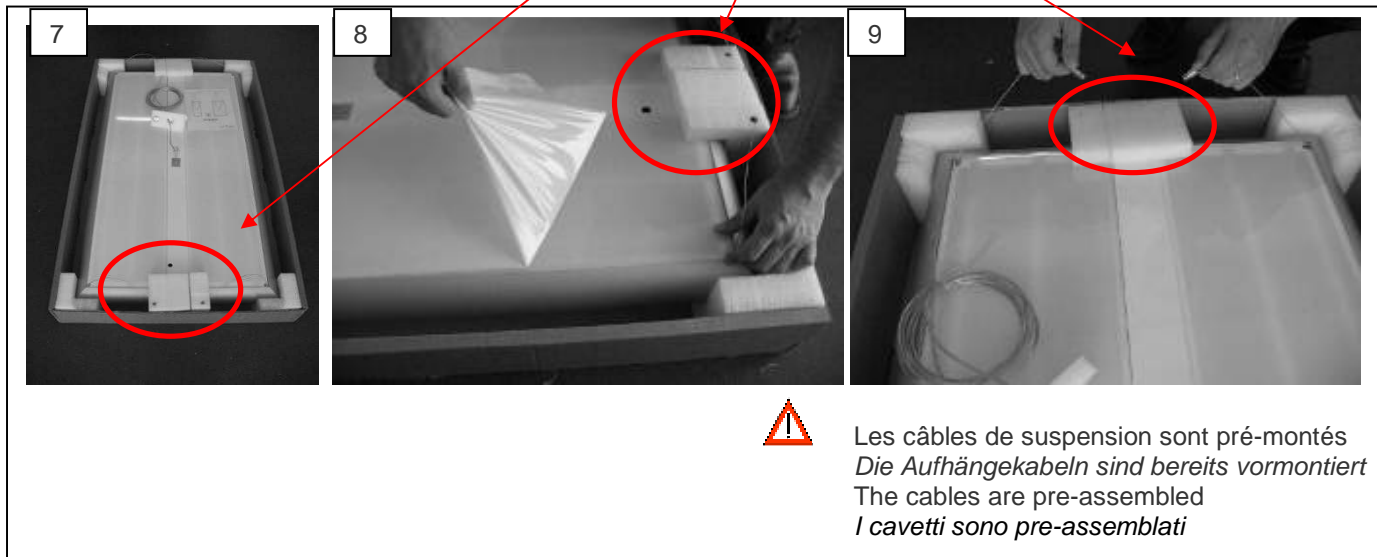 7
8
9
Les câbles de suspension sont pré-montés
Die Aufhängekabeln sind bereits vormontiert
The cables are pre-assembled
I cavetti sono pre-assemblati